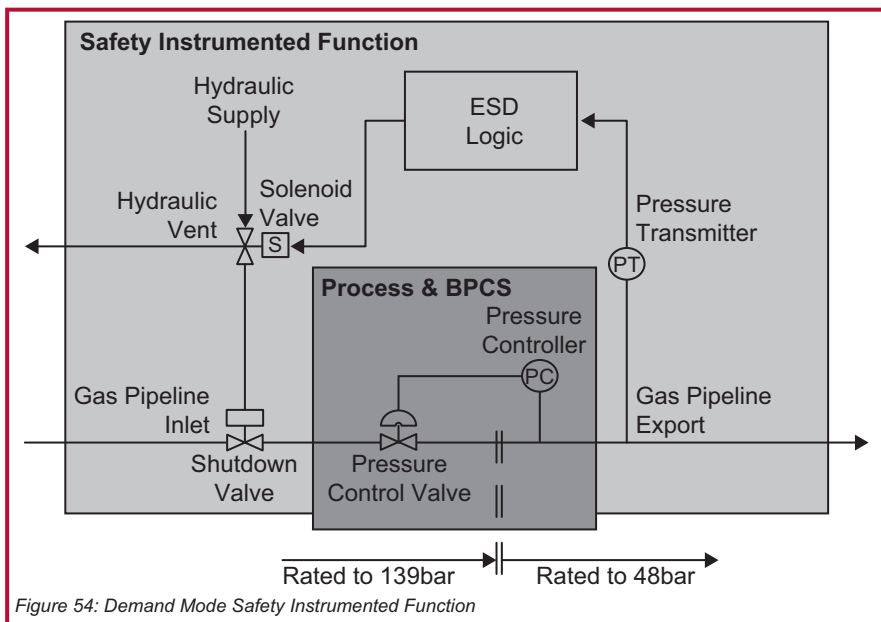 Safety Instrumented Function
Hydraulic
Supply
ESD
Logic
Hydraulic
Vent
Solenoid
Valve
S
Pressure
Transmitter
PT
Process & BPCS
Pressure
Controller
PC
Gas Pipeline
Inlet
Gas Pipeline
Export
Shutdown
Valve
Pressure
Control Valve
Rated to 139bar
Rated to 48bar
Figure 54: Demand Mode Safety Instrumented Function